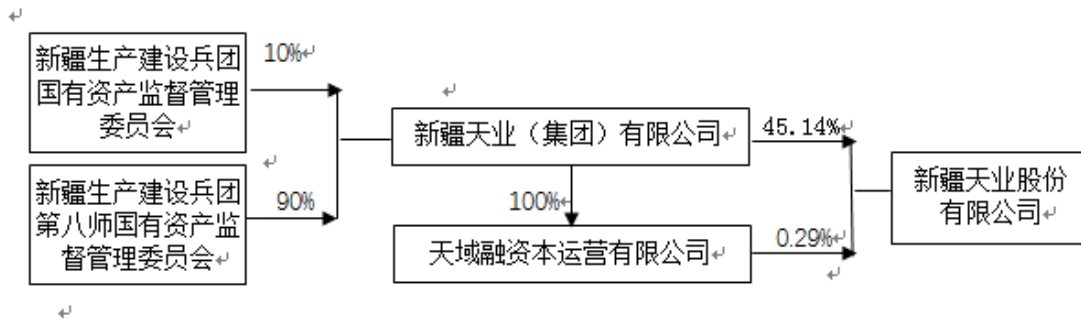 新疆生产建设兵团
国有资产监督管理
委员会
10%
新疆生产建设兵团
第八师国有资产监
督管理委员会
90%
新疆天业（集团）有限公司
45.14%
100%
天域融资本运营有限公司
0.29%
新疆天业股份
有限公司